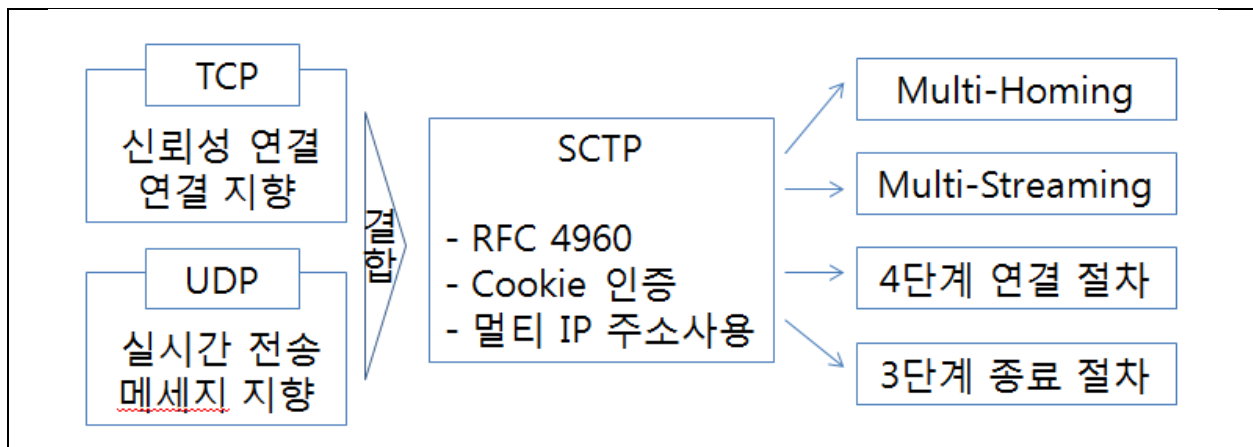 TCP
신뢰성 연결
연결 지향
UDP
실시간 전송
메세지 지향
결
합
SCTP
- RFC 4960
- Cookie 인증
- 멀티 IP 주소사용
Multi-Homing
Multi-Streaming
4단계 연결 절차
3단계 종료 절차